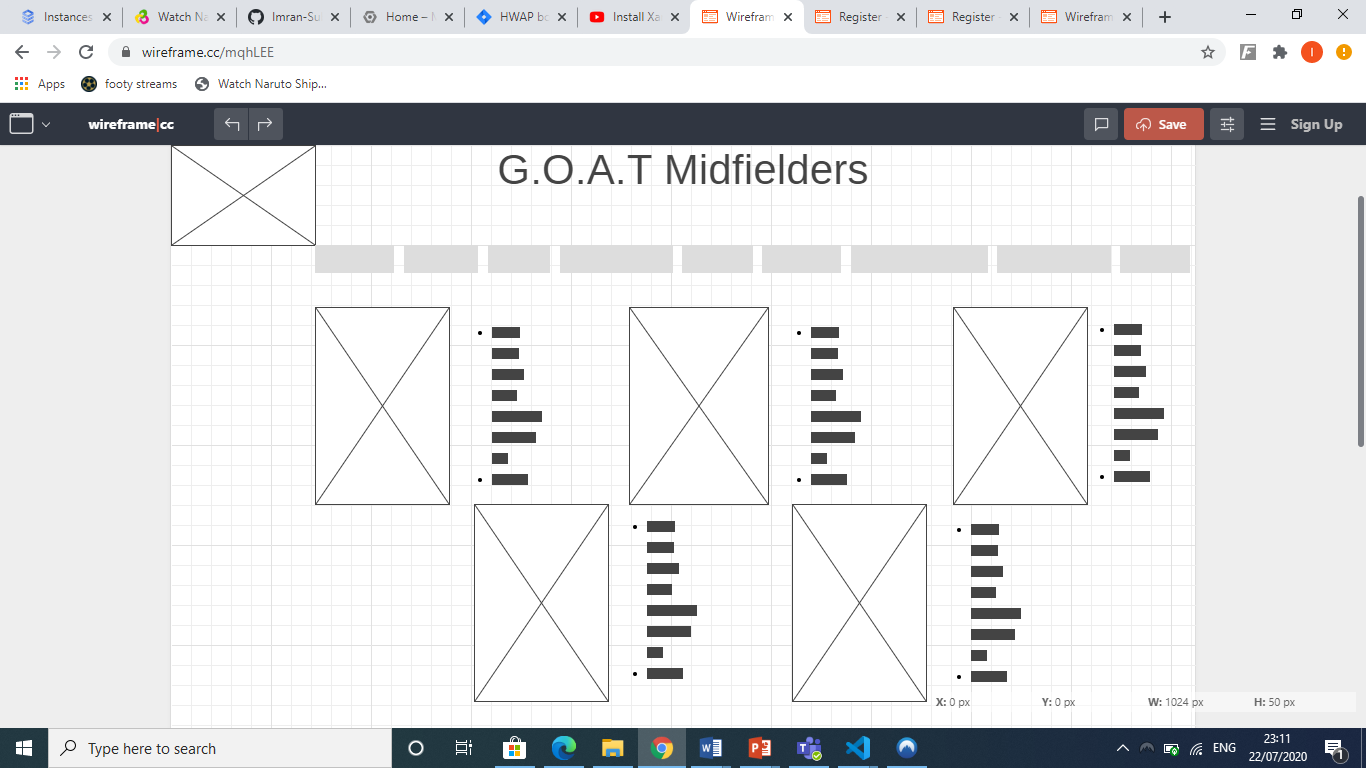 Instances
Watch Na
Imran-Su
Home –
HWAP bo
Install Xa
Wirefram
Register
Register
Wirefram
wireframe.cc/mqhLEE
I
Apps
footy streams
Watch Naruto Ship...
wireframe|cc
Save
Sign Up
G.O.A.T Midfielders
X: 0 px
Y: 0 px
W: 1024 px
H: 50 px
Type here to search
ENG
23:11
22/07/2020
1